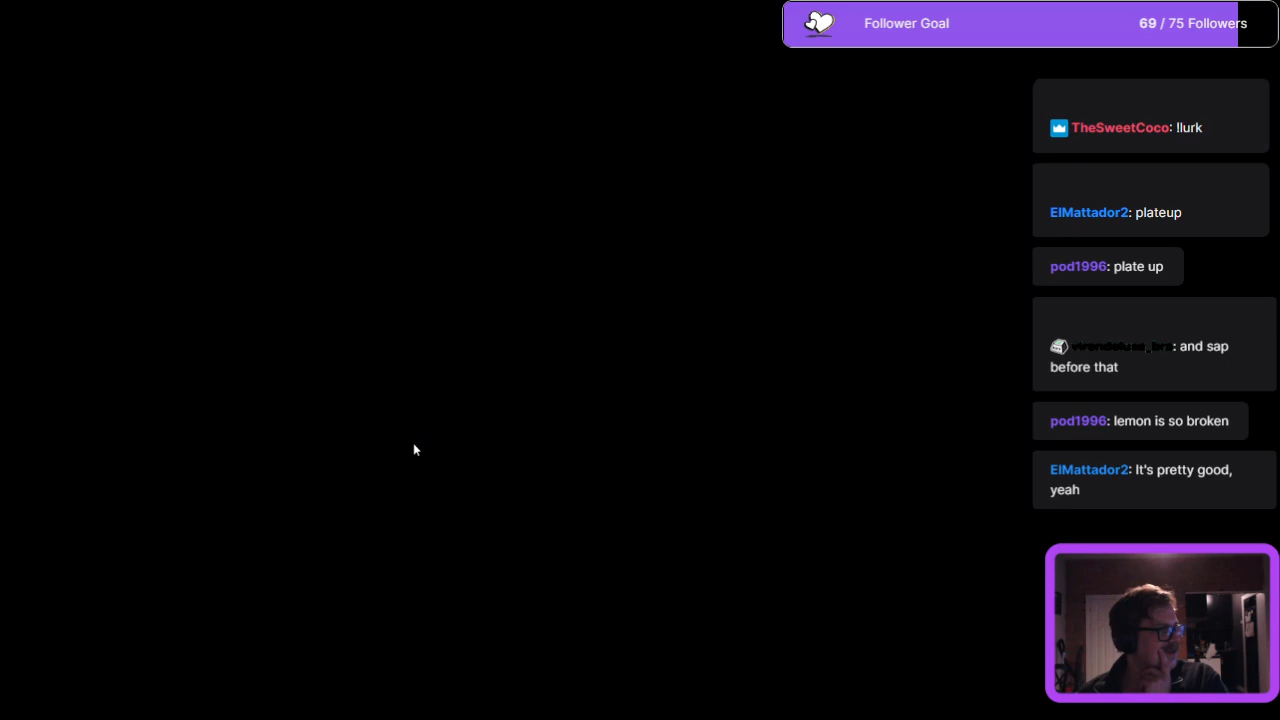 Follower Goal
69 / 75 Followers
TheSweetCoco: !lurk
ElMattador2: plateup
pod1996: plate up
: and sap
before that
pod1996: lemon is so broken
ElMattador2: It's pretty good,
yeah